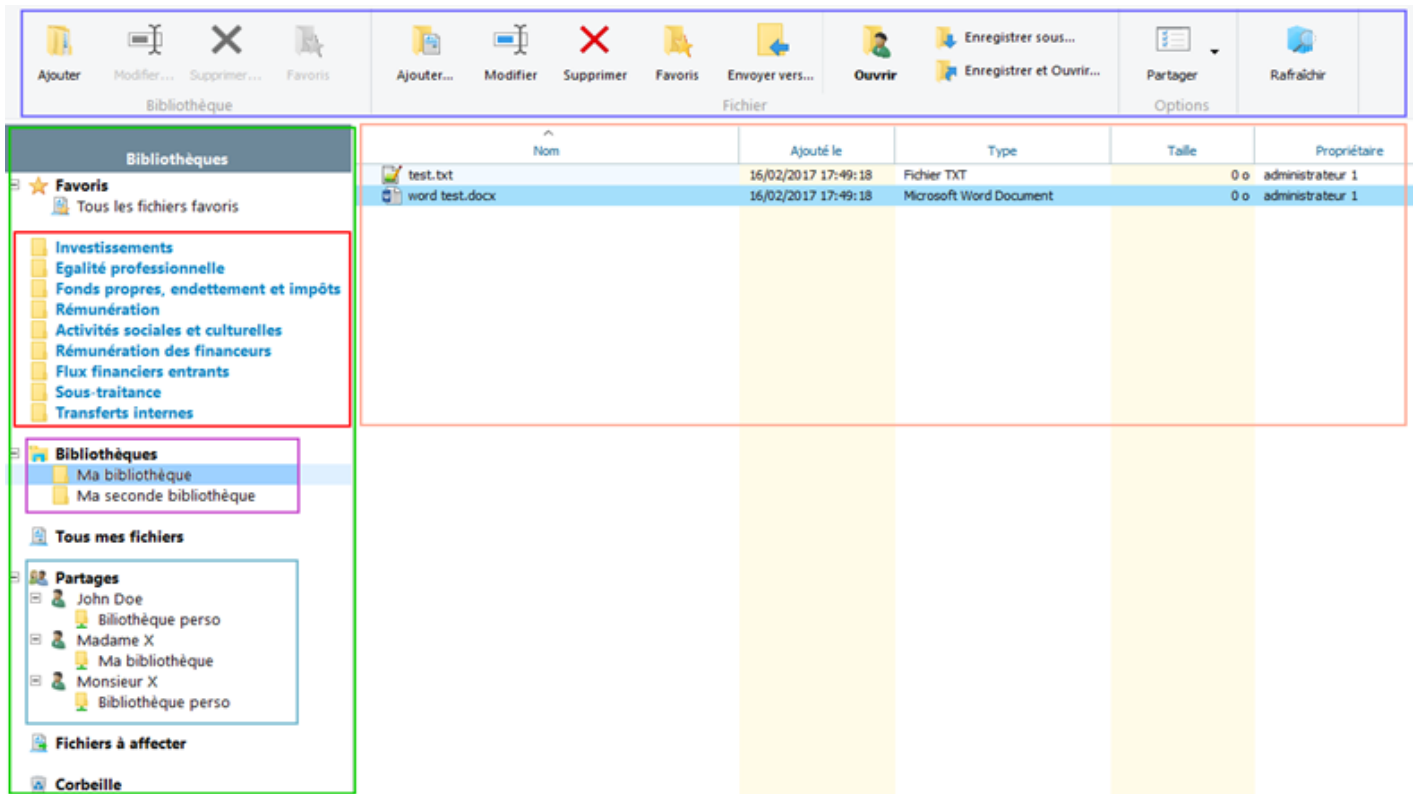 Ajouter Modifier... Supprimer... Favoris Ajouter... Modifier Supprimer Favoris Envoyer vers... Ouvrir Enregistrer sous... Partager Rafraîchir
Enregistrer et Ouvrir...
Bibliothèque Fichier Options
Bibliothèques
Nom Ajouté le Type Taille Propriétaire
test.txt 16/02/2017 17:49:18 Fichier TXT 0 o administrateur 1
word test.docx 16/02/2017 17:49:18 Microsoft Word Document 0 o administrateur 1
Favoris
Tous les fichiers favoris
Investissements
Egalité professionnelle
Fonds propres, endettement et impôts
Rémunération
Activités sociales et culturelles
Rémunération des financeurs
Flux financiers entrants
Sous-traitance
Transferts internes
Bibliothèques
Ma bibliothèque
Ma seconde bibliothèque
Tous mes fichiers
Partages
John Doe
Biliothèque perso
Madame X
Ma bibliothèque
Monsieur X
Bibliothèque perso
Fichiers à affecter
Corbeille